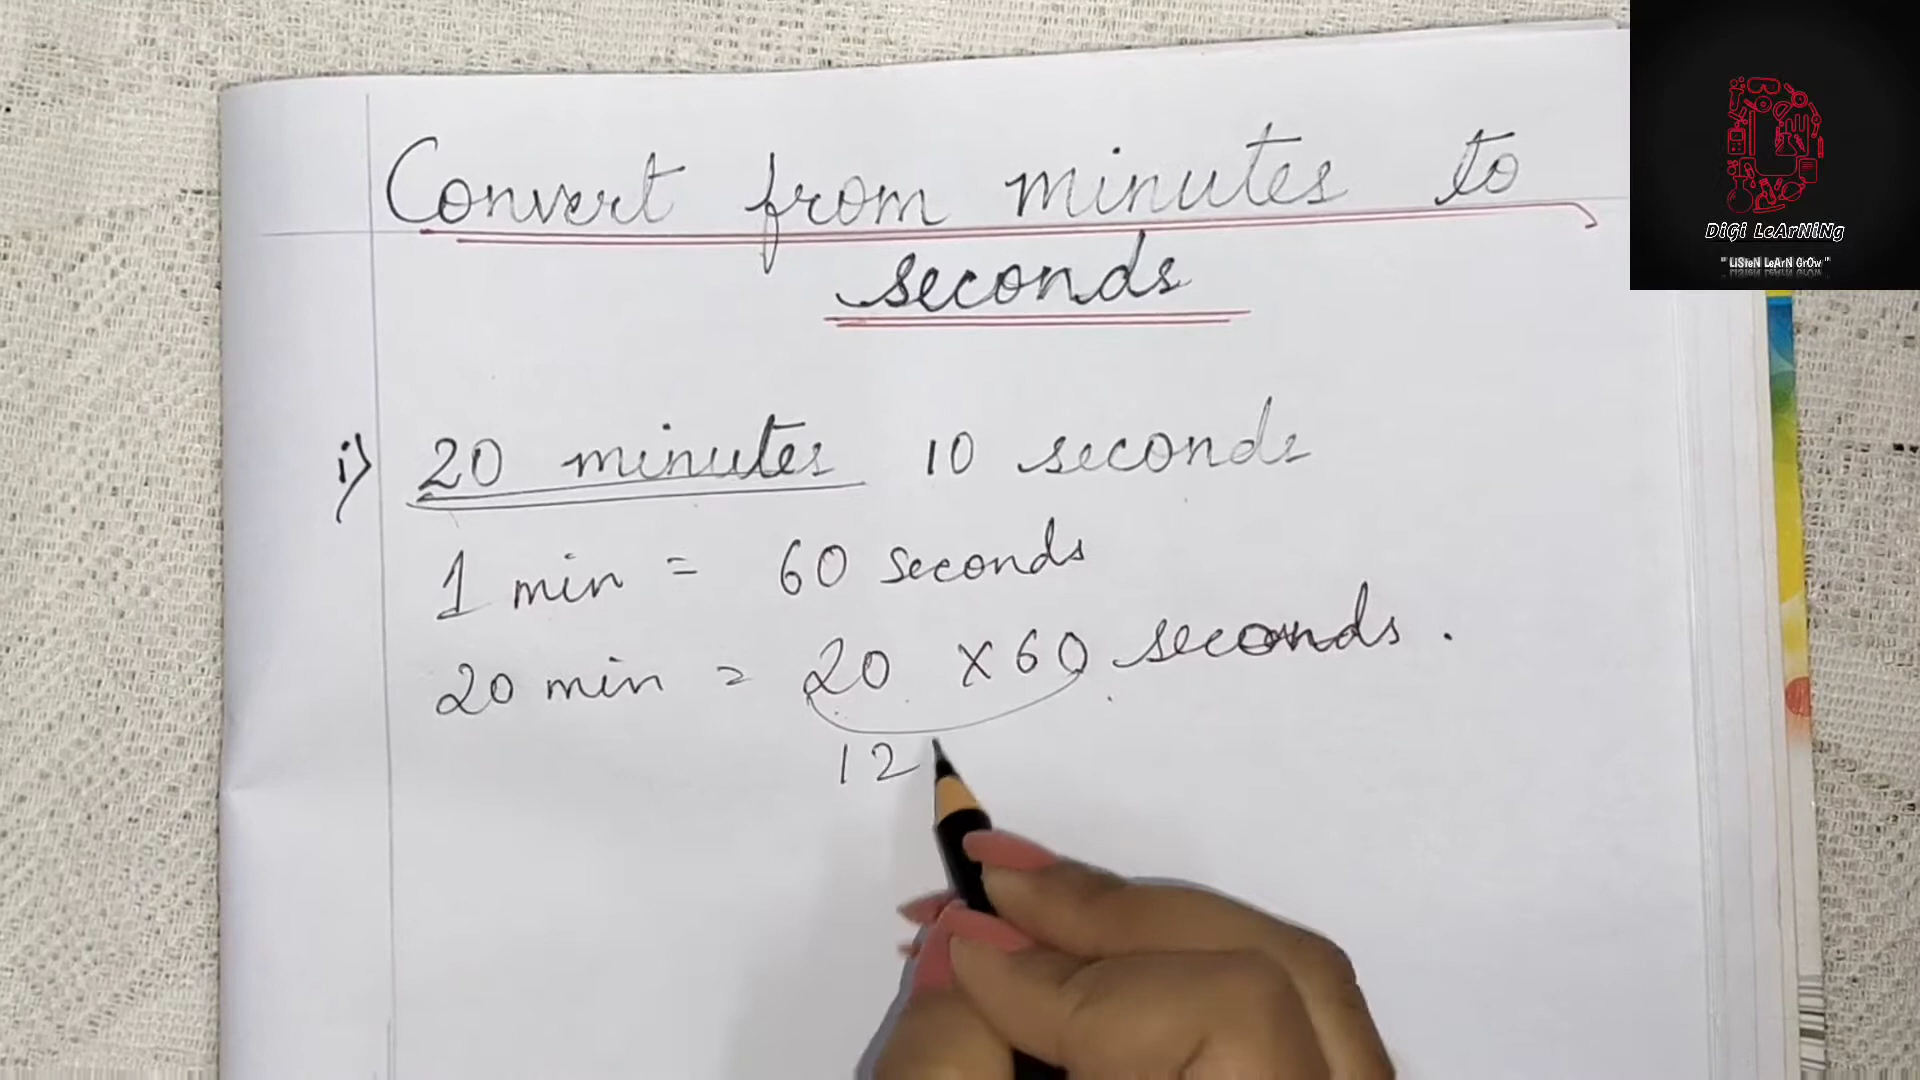 Convert from minutes to
seconds
i) 20 minutes 10 seconds
1 min = 60 seconds
20 min = 20 x 60 seconds.
12
DiGi LeArNiNg
" LiSteN LeArN GrOw "